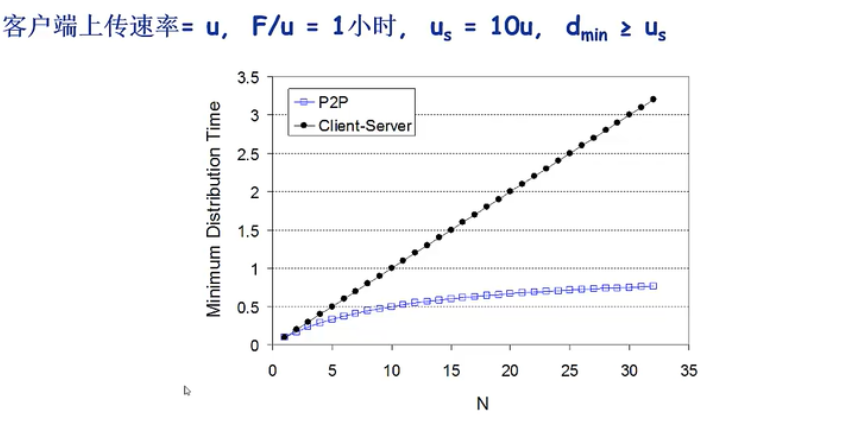 客户端上传速率= u, F/u = 1小时, us = 10u, dmin ≥ us
3.5
3
2.5
2
1.5
1
0.5
0
Minimum Distribution Time
P2P
Client-Server
0 5 10 15 20 25 30 35
N